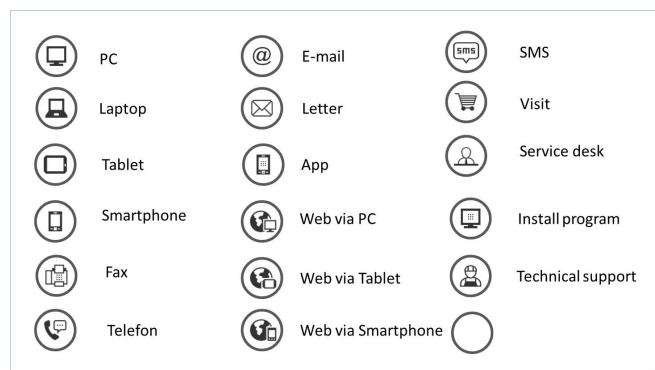 PC
Laptop
Tablet
Smartphone
Fax
Telefon
@
E-mail
Letter
App
Web via PC
Web via Tablet
Web via Smartphone
sms
SMS
Visit
Service desk
Install program
Technical support